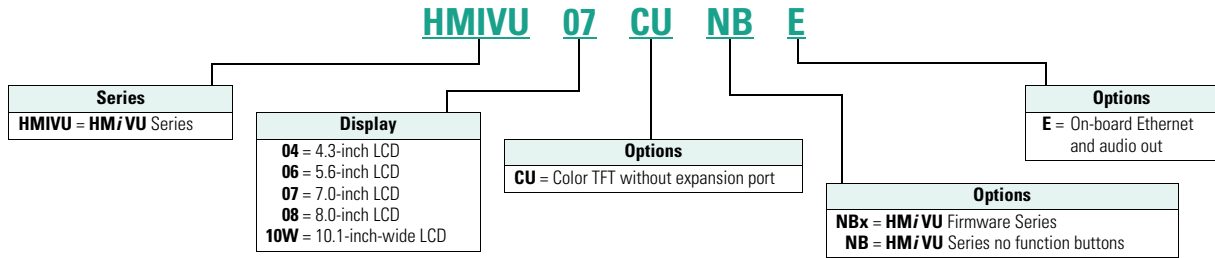 HMIVU 07 CU NB E
Series
HMIVU = HMi VU Series
Display
04 = 4.3-inch LCD
06 = 5.6-inch LCD
07 = 7.0-inch LCD
08 = 8.0-inch LCD
10W = 10.1-inch-wide LCD
Options
CU = Color TFT without expansion port
Options
NBx = HMi VU Firmware Series
NB = HMi VU Series no function buttons
Options
E = On-board Ethernet
and audio out